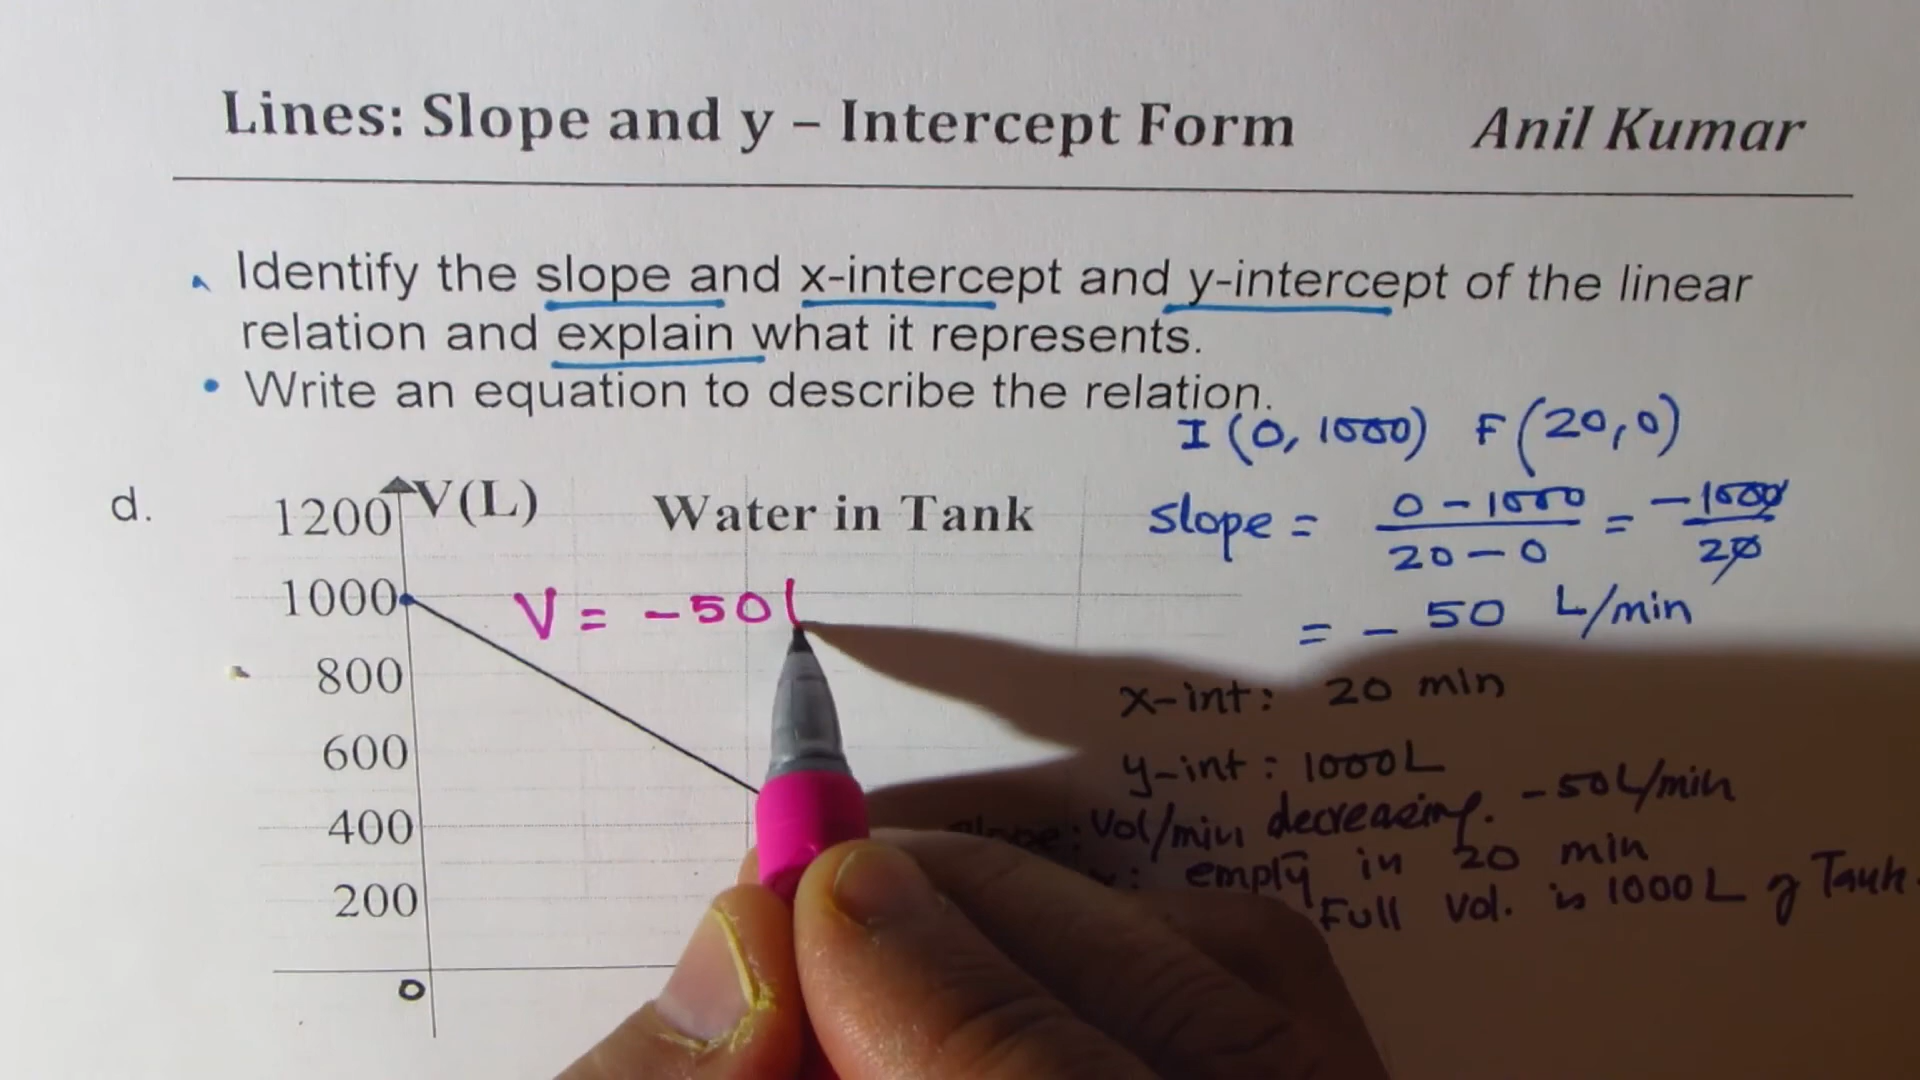 Lines: Slope and y – Intercept Form Anil Kumar
Identify the slope and x-intercept and y-intercept of the linear
relation and explain what it represents.
• Write an equation to describe the relation.
I (0, 1000) F (20, 0)
d.
1200 V(L) Water in Tank
slope = 0 - 1000 / 20 - 0 = -1000 / 20
1000
V = -50
= - 50 L/min
800
x-int: 20 min
600
y-int: 1000L
slope: Vol/min decreasing. -50L/min
400
: empty in 20 min
200
Full vol. is 1000L of Tank.
0